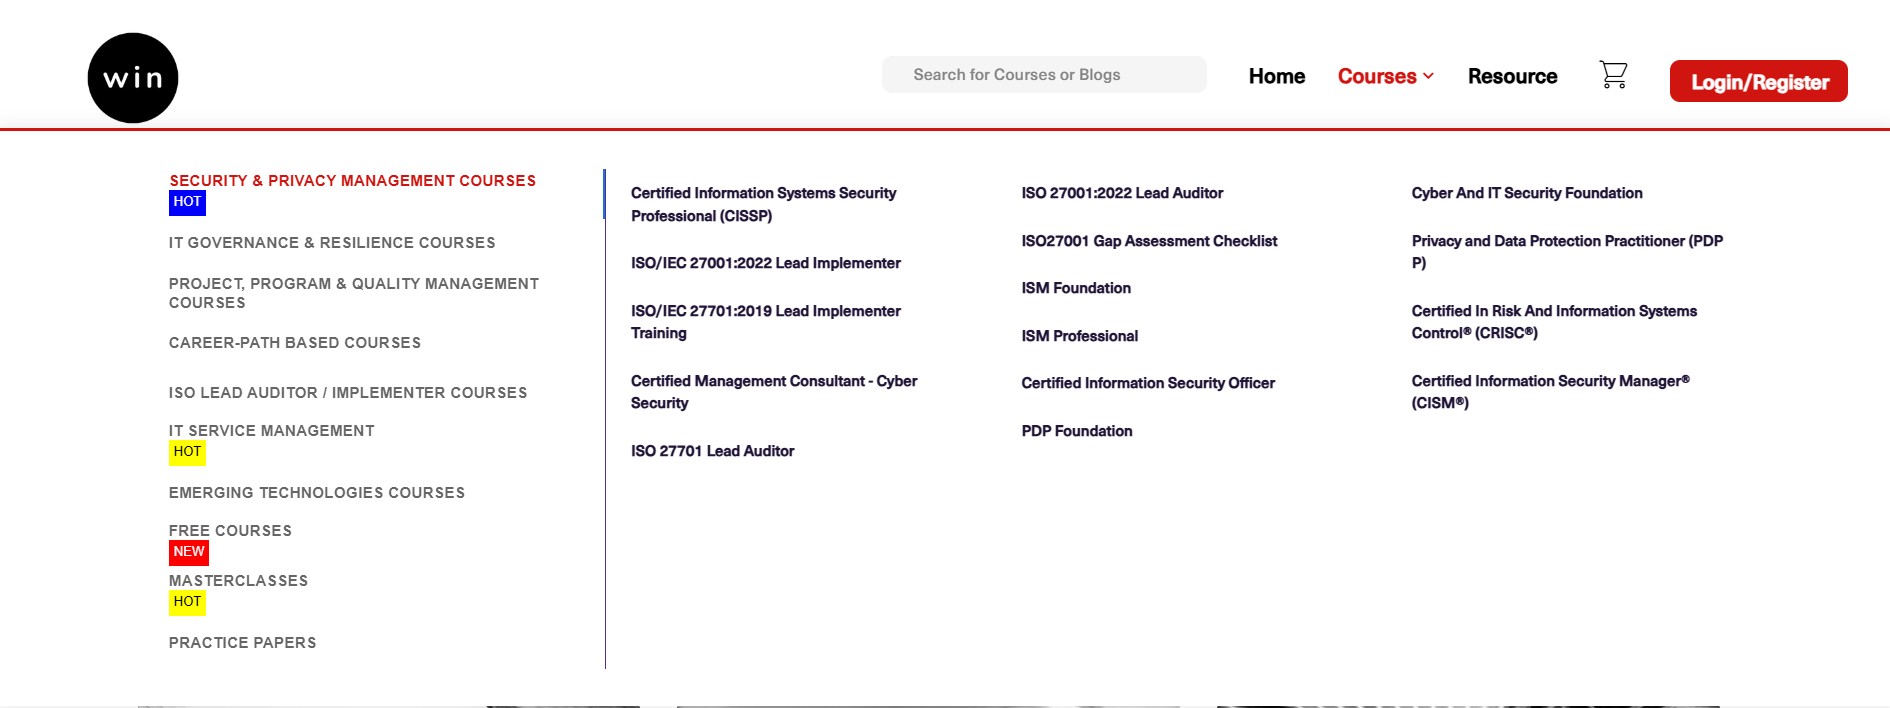 win
Search for Courses or Blogs
Home
Courses
Resource
Login/Register
SECURITY & PRIVACY MANAGEMENT COURSES
HOT
IT GOVERNANCE & RESILIENCE COURSES
PROJECT, PROGRAM & QUALITY MANAGEMENT
COURSES
CAREER-PATH BASED COURSES
ISO LEAD AUDITOR / IMPLEMENTER COURSES
IT SERVICE MANAGEMENT
HOT
EMERGING TECHNOLOGIES COURSES
FREE COURSES
NEW
MASTERCLASSES
HOT
PRACTICE PAPERS
Certified Information Systems Security
Professional (CISSP)
ISO/IEC 27001:2022 Lead Implementer
ISO/IEC 27701:2019 Lead Implementer
Training
Certified Management Consultant - Cyber
Security
ISO 27701 Lead Auditor
ISO 27001:2022 Lead Auditor
ISO27001 Gap Assessment Checklist
ISM Foundation
ISM Professional
Certified Information Security Officer
PDP Foundation
Cyber And IT Security Foundation
Privacy and Data Protection Practitioner (PDP
P)
Certified In Risk And Information Systems
Control® (CRISC®)
Certified Information Security Manager®
(CISM®)